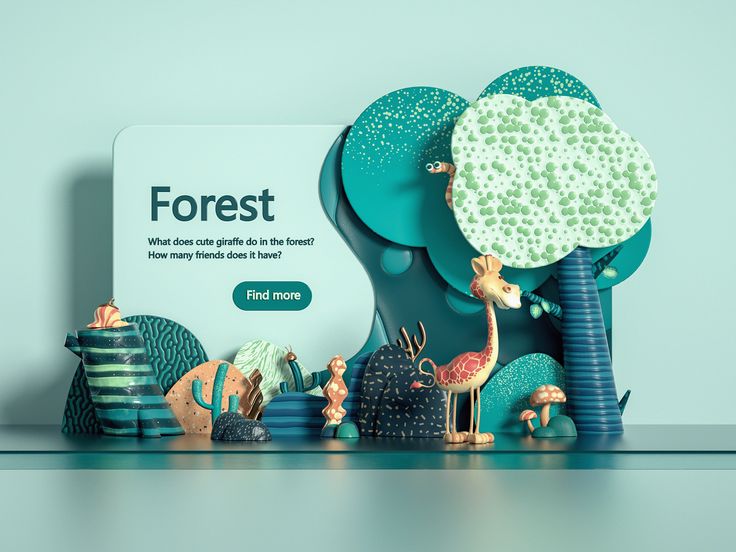 Forest
What does cute giraffe do in the forest?
How many friends does it have?
Find more